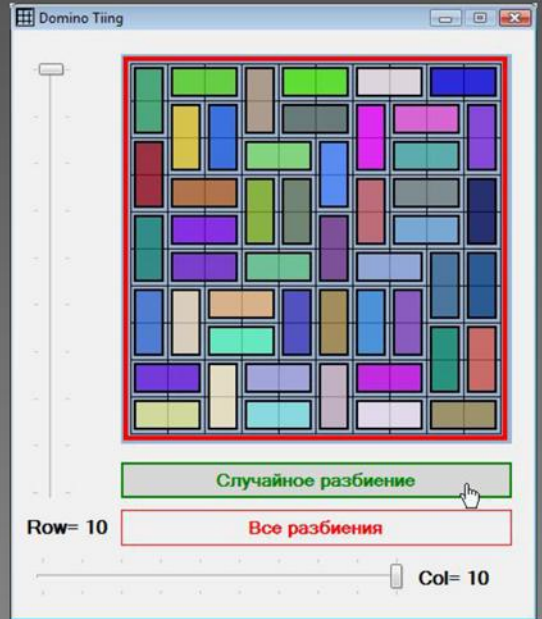 Domino Tiing
Случайное разбиение
Row= 10
Все разбиения
Col= 10